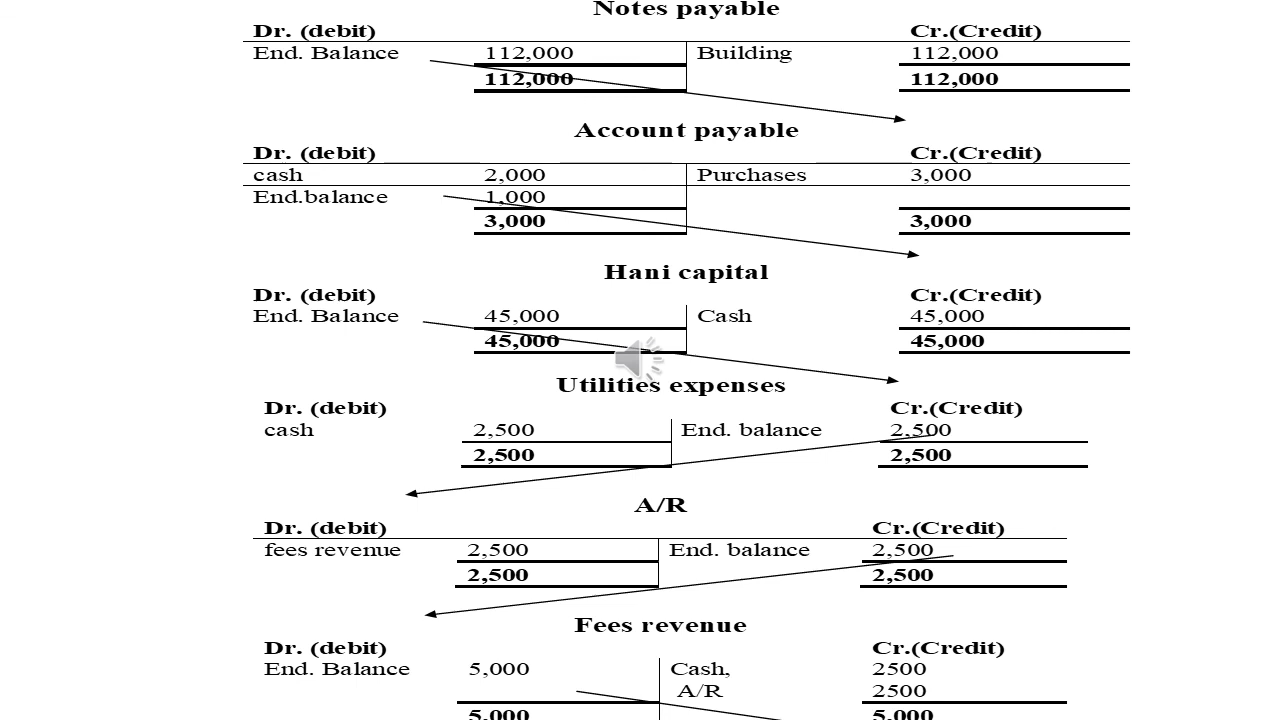 Notes payable
Dr. (debit) Cr.(Credit)
End. Balance 112,000 Building 112,000
112,000 112,000
Account payable
Dr. (debit) Cr.(Credit)
cash 2,000 Purchases 3,000
End.balance 1,000
3,000 3,000
Hani capital
Dr. (debit) Cr.(Credit)
End. Balance 45,000 Cash 45,000
45,000 45,000
Utilities expenses
Dr. (debit) Cr.(Credit)
cash 2,500 End. balance 2,500
2,500 2,500
A/R
Dr. (debit) Cr.(Credit)
fees revenue 2,500 End. balance 2,500
2,500 2,500
Fees revenue
Dr. (debit) Cr.(Credit)
End. Balance 5,000 Cash, 2500
A/R 2500
5,000 5,000